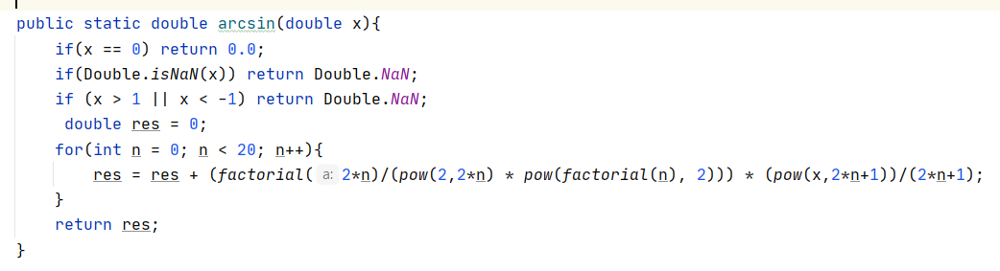 public static double arcsin(double x){
if(x == 0) return 0.0;
if(Double.isNaN(x)) return Double.NaN;
if (x > 1 || x < -1) return Double.NaN;
double res = 0;
for(int n = 0; n < 20; n++){
res = res + (factorial( a: 2*n)/(pow(2,2*n) * pow(factorial(n), 2))) * (pow(x,2*n+1))/(2*n+1);
}
return res;
}